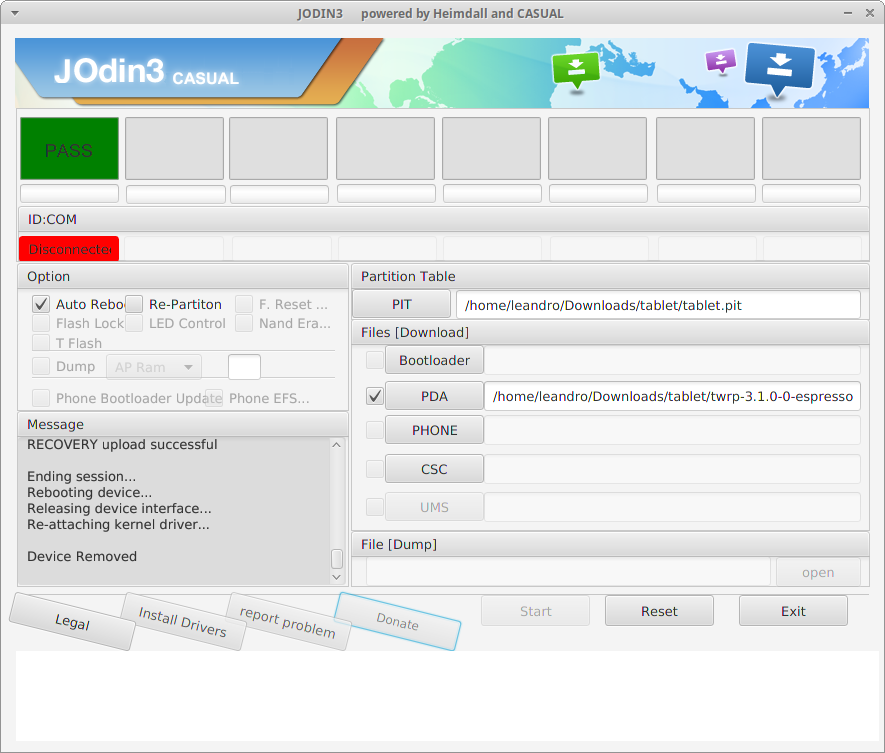 JODIN3 powered by Heimdall and CASUAL
JOdin3 CASUAL
PASS
ID:COM
Disconnected
Option
Auto Rebo
Re-Partiton
F. Reset ...
Flash Lock
LED Control
Nand Era...
T Flash
Dump
AP Ram
Phone Bootloader Update
Phone EFS...
Message
RECOVERY upload successful
Ending session...
Rebooting device...
Releasing device interface...
Re-attaching kernel driver...
Device Removed
Partition Table
PIT
/home/leandro/Downloads/tablet/tablet.pit
Files [Download]
Bootloader
PDA
/home/leandro/Downloads/tablet/twrp-3.1.0-0-espresso
PHONE
CSC
UMS
File [Dump]
open
Legal
Install Drivers
report problem
Donate
Start
Reset
Exit